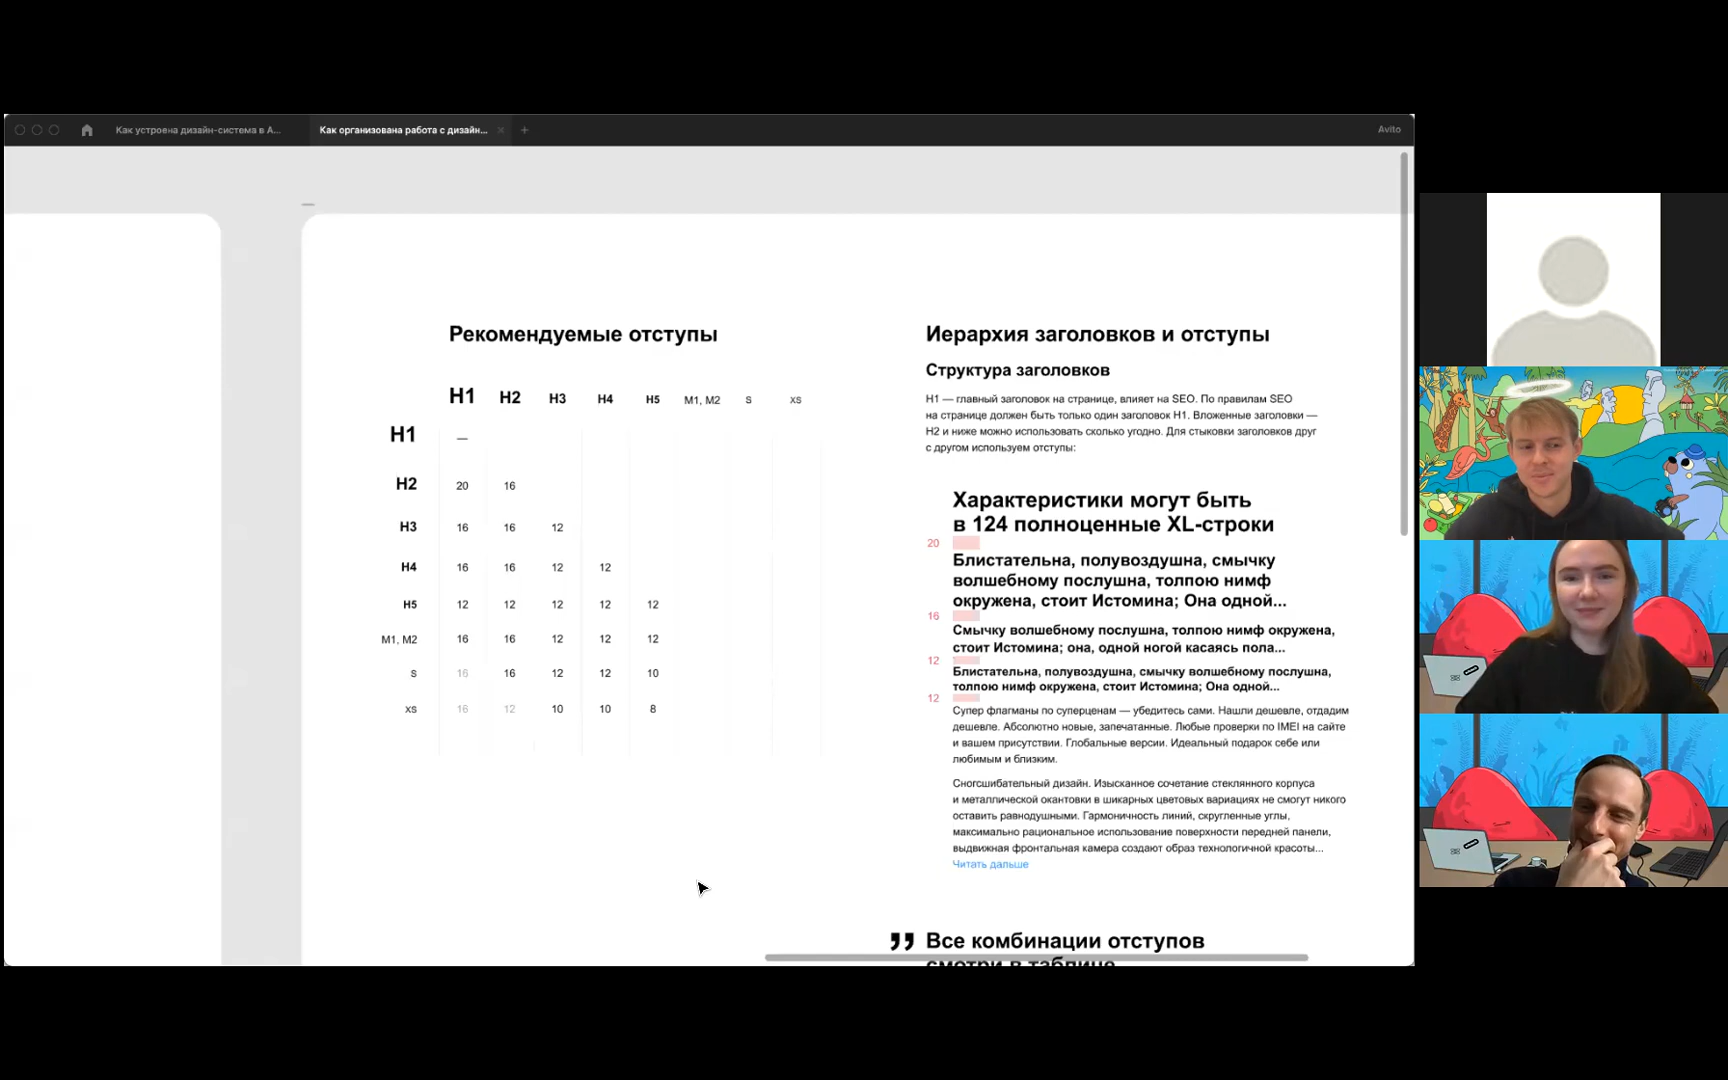 Как устроена дизайн-система в А...
Как организована работа с дизайн...
Avito
Рекомендуемые отступы
H1 H2 H3 H4 H5 M1, M2 S XS
H1 —
H2 20 16
H3 16 16 12
H4 16 16 12 12
H5 12 12 12 12 12
M1, M2 16 16 12 12 12
S 16 16 12 12 10
XS 16 12 10 10 8
Иерархия заголовков и отступы
Структура заголовков
H1 — главный заголовок на странице, влияет на SEO. По правилам SEO
на странице должен быть только один заголовок H1. Вложенные заголовки —
H2 и ниже можно использовать сколько угодно. Для стыковки заголовков друг
с другом используем отступы:
Характеристики могут быть
в 124 полноценные XL-строки
20
Блистательна, полувоздушна, смычку
волшебному послушна, толпою нимф
окружена, стоит Истомина; Она одной...
16
Смычку волшебному послушна, толпою нимф окружена,
стоит Истомина; она, одной ногой касаясь пола...
12
Блистательна, полувоздушна, смычку волшебному послушна,
толпою нимф окружена, стоит Истомина; Она одной...
12
Супер флагманы по суперценам — убедитесь сами. Нашли дешевле, отдадим
дешевле. Абсолютно новые, запечатанные. Любые проверки по IMEI на сайте
и вашем присутствии. Глобальные версии. Идеальный подарок себе или
любимым и близким.
Сногсшибательный дизайн. Изысканное сочетание стеклянного корпуса
и металлической окантовки в шикарных цветовых вариациях не смогут никого
оставить равнодушными. Гармоничность линий, скругленные углы,
максимально рациональное использование поверхности передней панели,
выдвижная фронтальная камера создают образ технологичной красоты...
Читать дальше
Все комбинации отступов
смотри в таблице